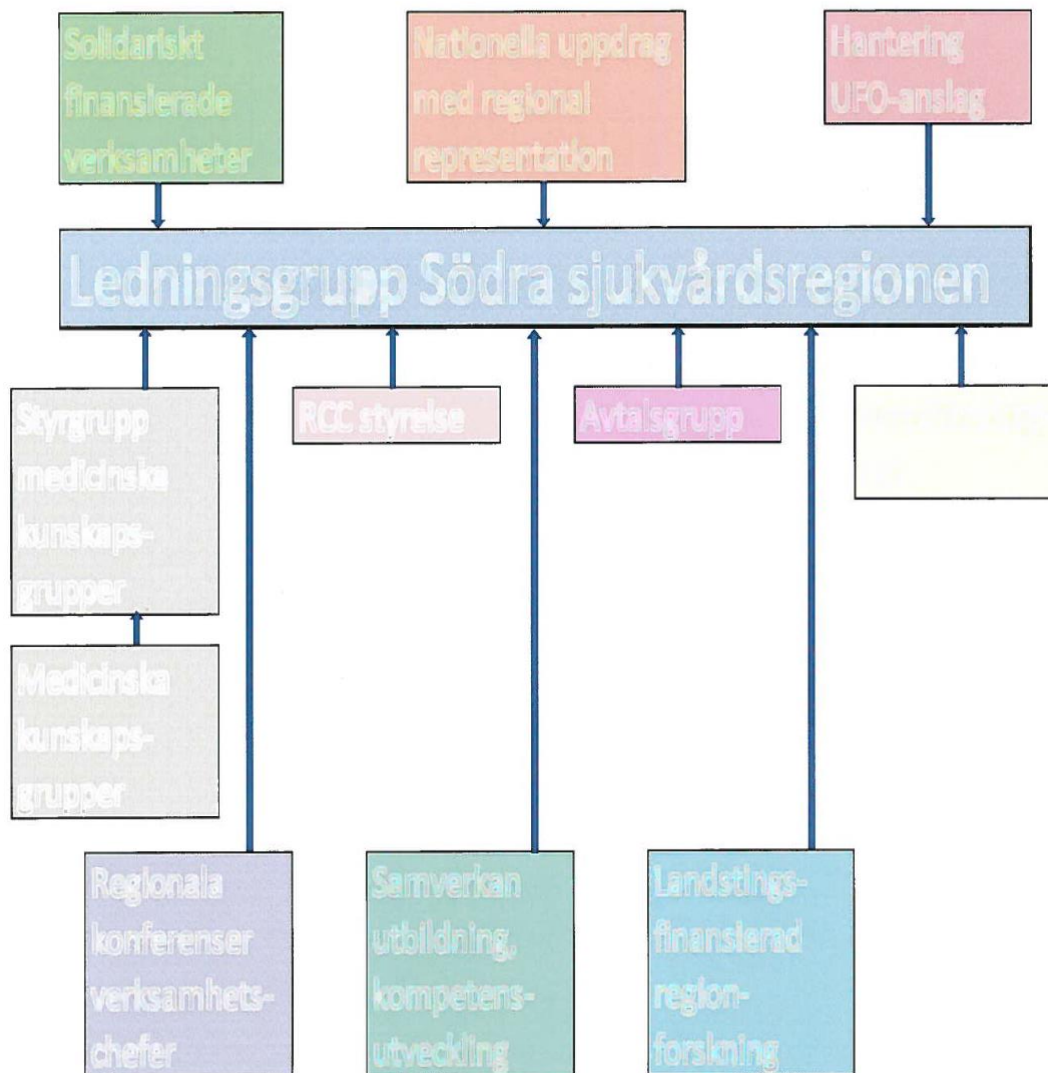 Solidariskt
finansierade
verksamheter
Nationella uppdrag
med regional
representation
Hantering
UFO-anslag
Ledningsgrupp Södra sjukvårdsregionen
Styrgrupp
medicinska
kunskaps-
grupper
RCC styrelse
Avtalsgrupp
Medicinska
kunskaps-
grupper
Regionala
konferenser
verksamhets-
chefer
Samverkan
utbildning,
kompetens-
utveckling
Landstings-
finansierad
region-
forskning